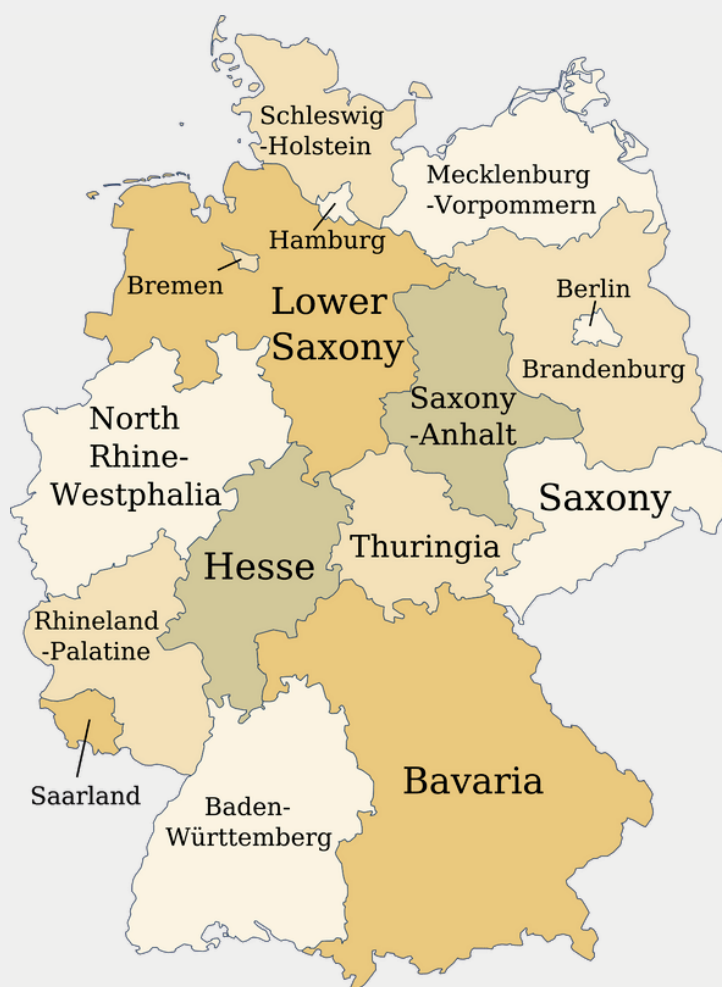 Schleswig
-Holstein
Mecklenburg
-Vorpommern
Hamburg
Bremen
Lower
Saxony
Berlin
Brandenburg
Saxony
-Anhalt
North
Rhine-
Westphalia
Saxony
Thuringia
Hesse
Rhineland
-Palatine
Saarland
Bavaria
Baden-
Württemberg